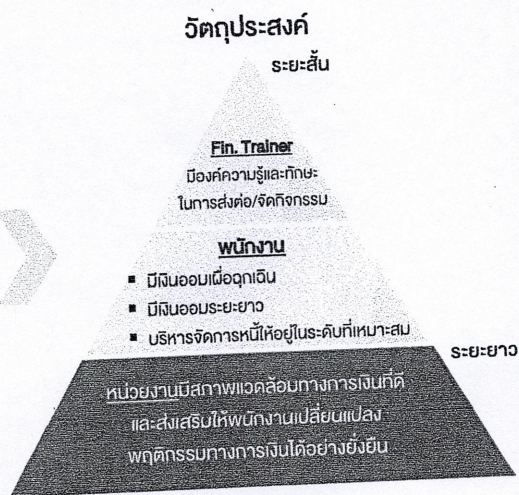 วัตถุประสงค์
ระยะสั้น
Fin. Trainer
มีองค์ความรู้และทักษะ
ในการส่งต่อ/จัดกิจกรรม
พนักงาน
▪ มีเงินออมเผื่อฉุกเฉิน
▪ มีเงินออมระยะยาว
▪ บริหารจัดการหนี้ให้อยู่ในระดับที่เหมาะสม
ระยะยาว
หน่วยงานมีสภาพแวดล้อมทางการเงินที่ดี
และส่งเสริมให้พนักงานเปลี่ยนแปลง
พฤติกรรมทางการเงินได้อย่างยั่งยืน